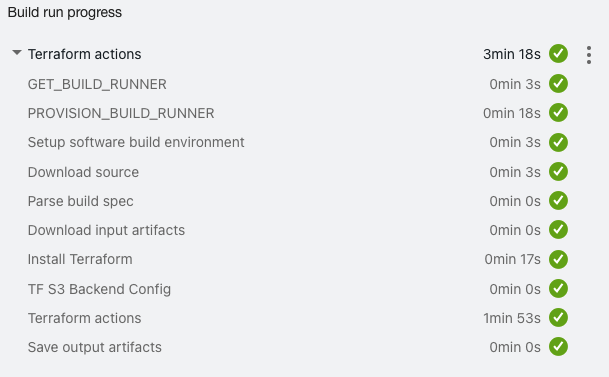 Build run progress
Terraform actions 3min 18s
GET_BUILD_RUNNER 0min 3s
PROVISION_BUILD_RUNNER 0min 18s
Setup software build environment 0min 3s
Download source 0min 3s
Parse build spec 0min 0s
Download input artifacts 0min 0s
Install Terraform 0min 17s
TF S3 Backend Config 0min 0s
Terraform actions 1min 53s
Save output artifacts 0min 0s